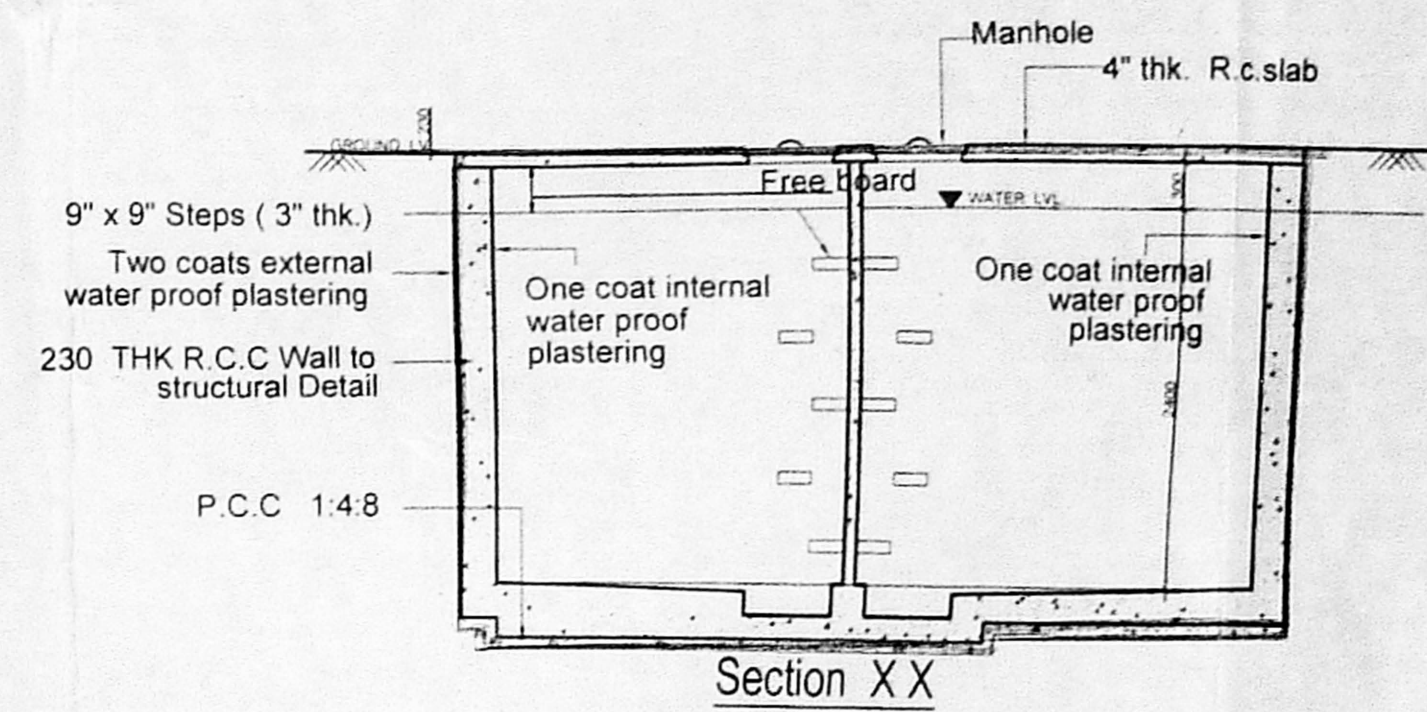 Manhole
4" thk. R.c.slab
GROUND LVL
Free board
WATER LVL
9" x 9" Steps ( 3" thk.)
Two coats external
water proof plastering
One coat internal
water proof
plastering
One coat internal
water proof
plastering
230 THK R.C.C Wall to
structural Detail
2400
P.C.C 1:4:8
Section X X